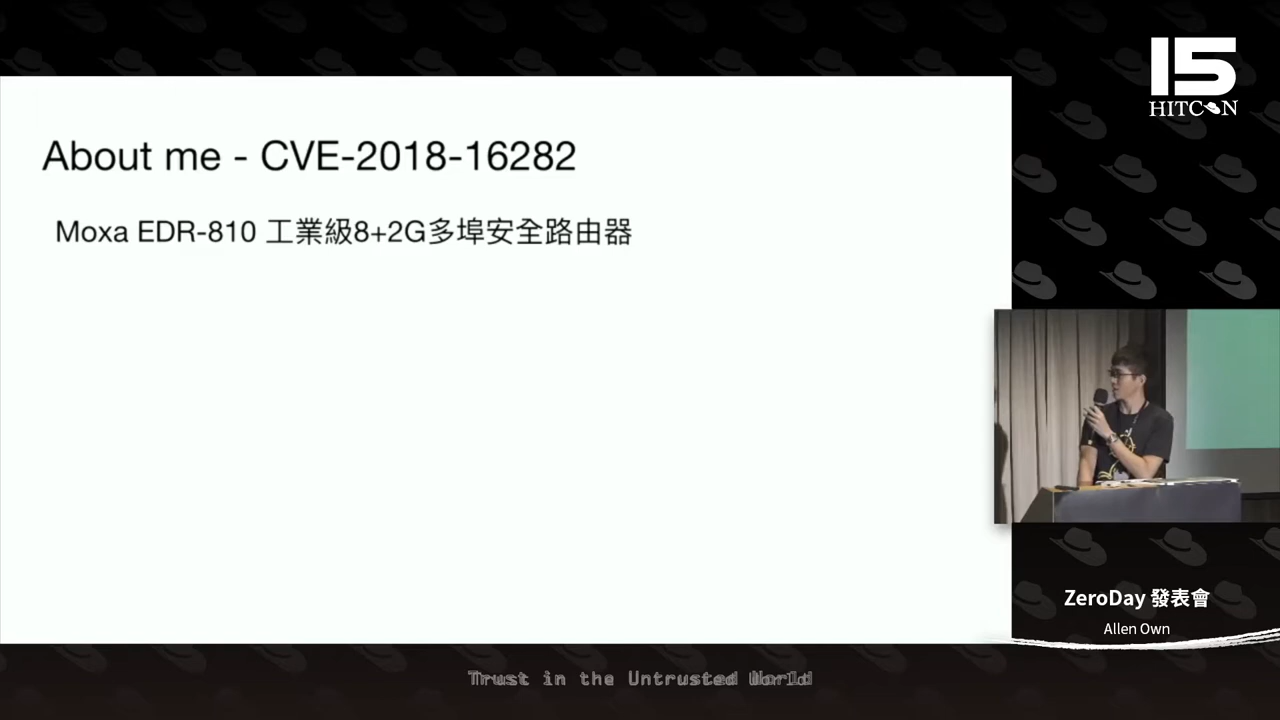 15
HITCON
About me - CVE-2018-16282
Moxa EDR-810 工業級8+2G多埠安全路由器
ZeroDay 發表會
Allen Own
Trust in the Untrusted World